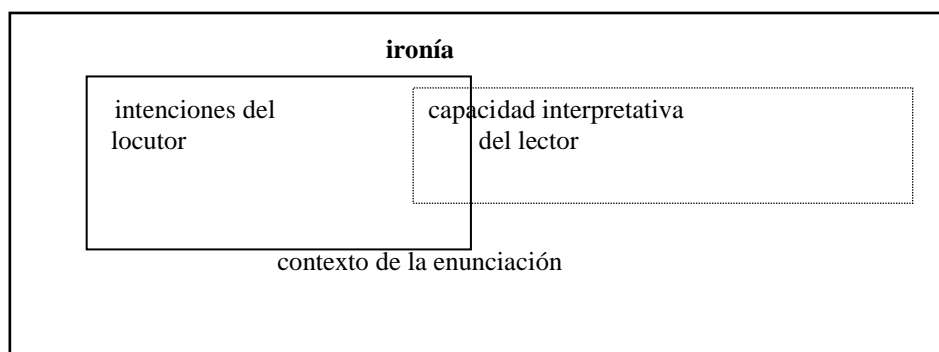 ironía
intenciones del
locutor
capacidad interpretativa
del lector
contexto de la enunciación